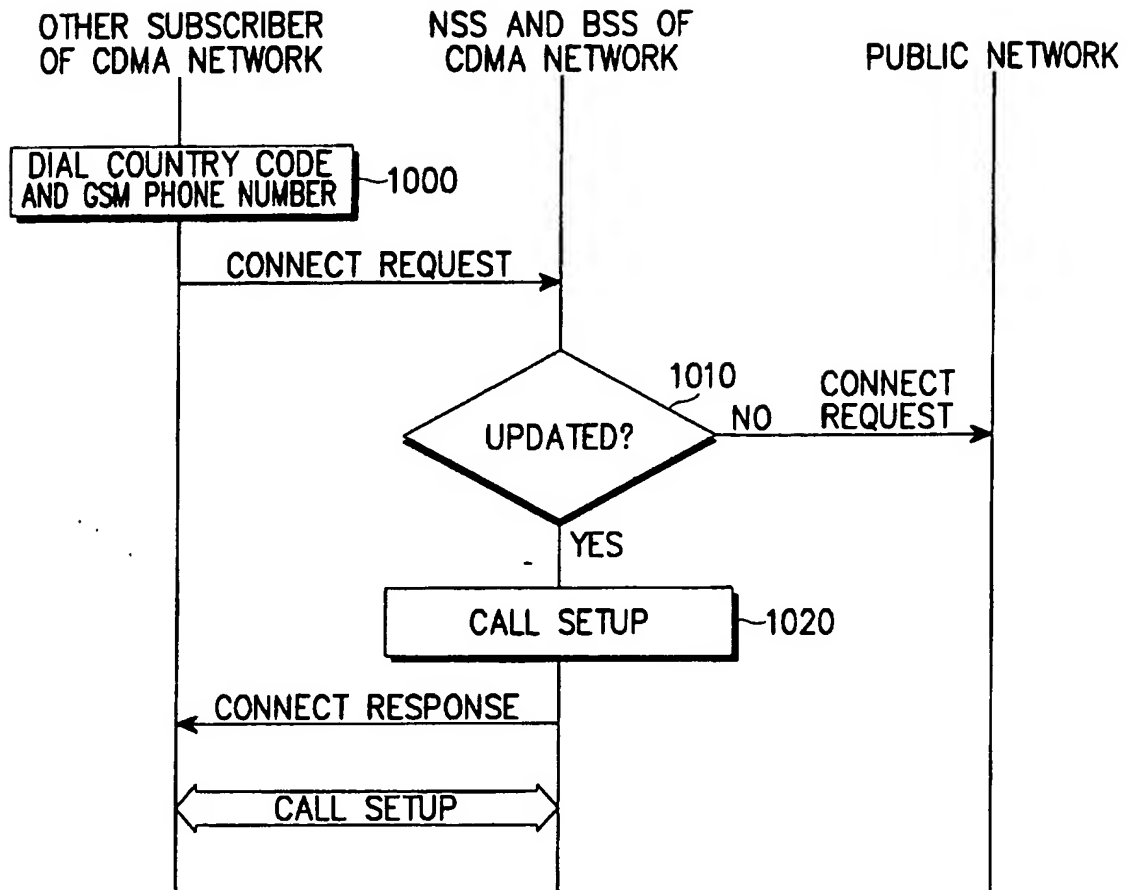 OTHER SUBSCRIBER
OF CDMA NETWORK
NSS AND BSS OF
CDMA NETWORK
PUBLIC NETWORK
DIAL COUNTRY CODE
AND GSM PHONE NUMBER
1000
CONNECT REQUEST
1010
UPDATED?
NO
CONNECT
REQUEST
YES
CALL SETUP
1020
CONNECT RESPONSE
CALL SETUP